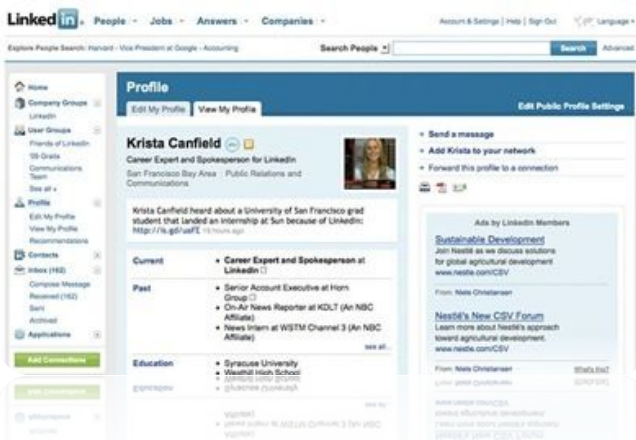 Linked in People Jobs Answers Companies Account & Settings | Help | Sign Out Language
Explore People Search: Harvard - Vice President at Google - Accounting Search People Search Advanced
Home
Company Groups
LinkedIn
User Groups
Friends of LinkedIn
'05 Grads
Communications
Team
See all »
Profile
Edit My Profile
View My Profile
Recommendations
Contacts
Inbox (162)
Compose Message
Received (162)
Sent
Archived
Applications
Add Connections
Profile
Edit My Profile View My Profile Edit Public Profile Settings
Krista Canfield
Career Expert and Spokesperson for LinkedIn
San Francisco Bay Area | Public Relations and
Communications
Krista Canfield heard about a University of San Francisco grad
student that landed an internship at Sun because of LinkedIn:
http://is.gd/uaFE 19 hours ago
Current • Career Expert and Spokesperson at
LinkedIn
Past • Senior Account Executive at Horn
Group
• On-Air News Reporter at KDLT (An NBC
Affiliate)
• News Intern at WSTM Channel 3 (An NBC
Affiliate)
see all...
Education • Syracuse University
• Westhill High School
Send a message
Add Krista to your network
Forward this profile to a connection
Ads by LinkedIn Members
Sustainable Development
Join Nestlé as we discuss solutions
for global agricultural development.
www.nestle.com/CSV
From: Niels Christiansen
Nestlé's New CSV Forum
Learn more about Nestlé's approach
toward agricultural development.
www.nestle.com/CSV
From: Niels Christiansen What's this?